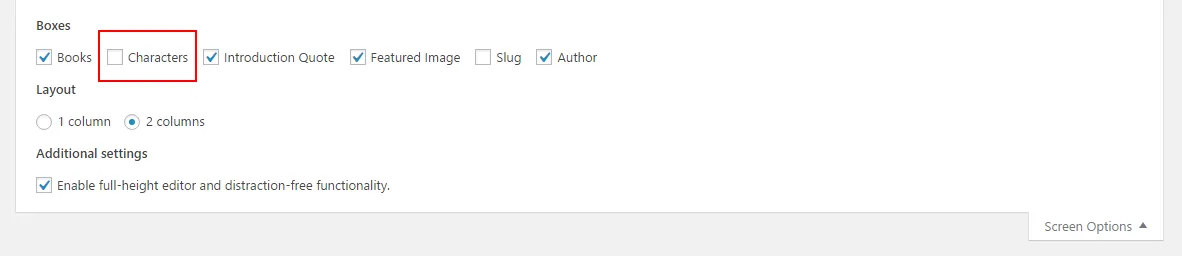 Boxes
Books Characters Introduction Quote Featured Image Slug Author
Layout
1 column 2 columns
Additional settings
Enable full-height editor and distraction-free functionality.
Screen Options